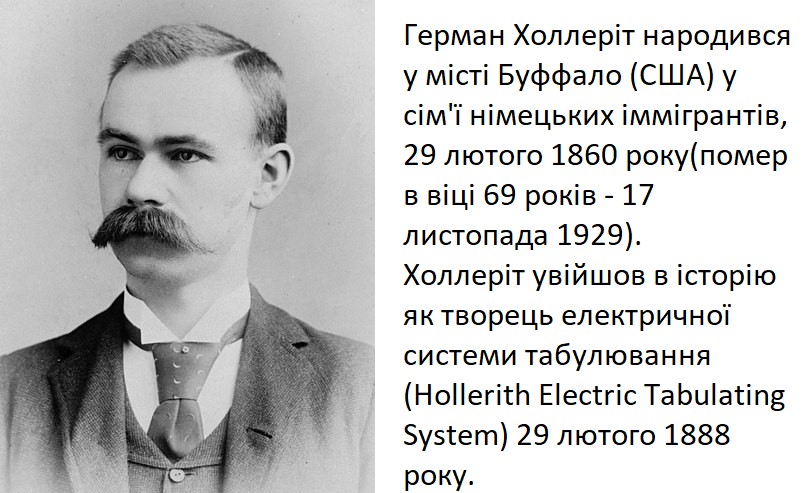 Герман Холлеріт народився
у місті Буффало (США) у
сім'ї німецьких іммігрантів,
29 лютого 1860 року(помер
в віці 69 років - 17
листопада 1929).
Холлеріт увійшов в історію
як творець електричної
системи табулювання
(Hollerith Electric Tabulating
System) 29 лютого 1888
року.